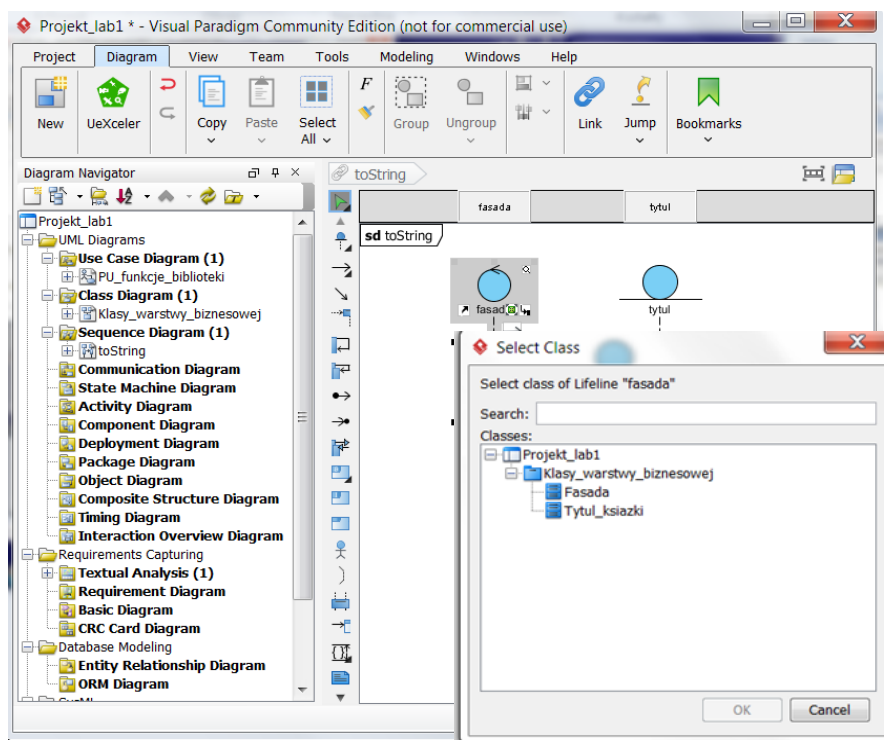 Projekt_lab1 * - Visual Paradigm Community Edition (not for commercial use)
Project Diagram View Team Tools Modeling Windows Help
New
UeXceler
Copy
Paste
Select All
F
Group
Ungroup
Link
Jump
Bookmarks
Diagram Navigator
Projekt_lab1
UML Diagrams
Use Case Diagram (1)
PU_funkcje_biblioteki
Class Diagram (1)
Klasy_warstwy_biznesowej
Sequence Diagram (1)
toString
Communication Diagram
State Machine Diagram
Activity Diagram
Component Diagram
Deployment Diagram
Package Diagram
Object Diagram
Composite Structure Diagram
Timing Diagram
Interaction Overview Diagram
Requirements Capturing
Textual Analysis (1)
Requirement Diagram
Basic Diagram
CRC Card Diagram
Database Modeling
Entity Relationship Diagram
ORM Diagram
toString
fasada tytul
sd toString
fasad
tytul
Select Class
Select class of Lifeline "fasada"
Search:
Classes:
Projekt_lab1
Klasy_warstwy_biznesowej
Fasada
Tytul_ksiazki
OK Cancel